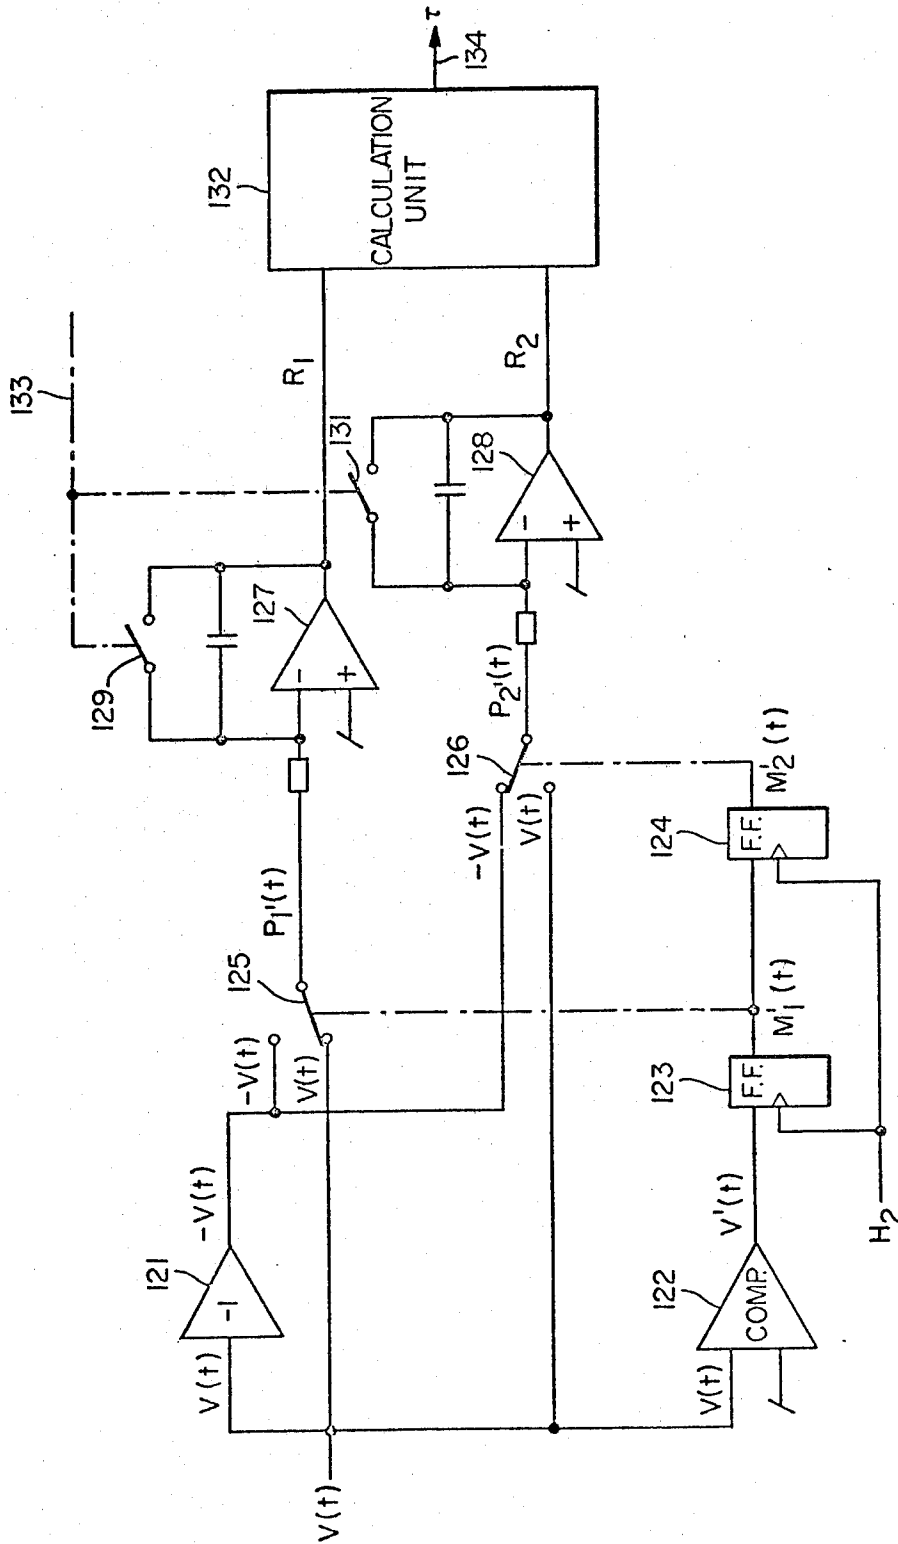 133
132
CALCULATION
UNIT
134
τ
R1
R2
129
127
131
128
P1'(t)
P2'(t)
125
126
-V(t)
V(t)
-V(t)
V(t)
121
-1
-V(t)
V(t)
V(t)
V(t)
122
COMP.
V'(t)
123
F.F.
M'1(t)
124
F.F.
M'2(t)
H2
-
+
-
+